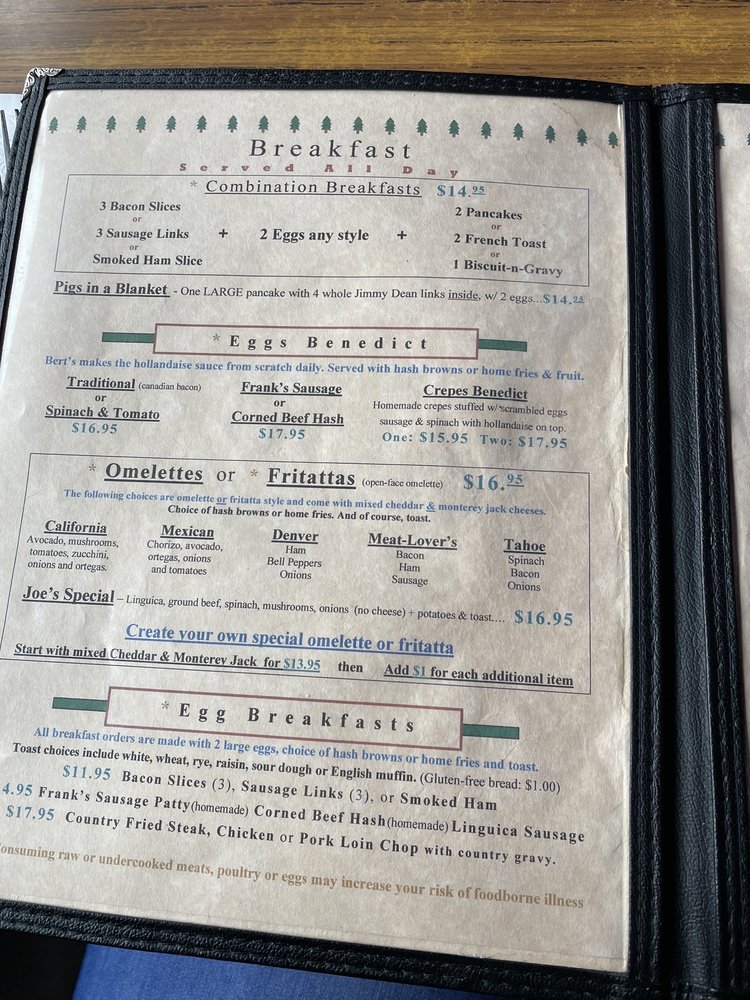 Breakfast
Served All Day
* Combination Breakfasts $14.95
3 Bacon Slices
or
3 Sausage Links
or
Smoked Ham Slice
+
2 Eggs any style
+
2 Pancakes
or
2 French Toast
or
1 Biscuit-n-Gravy
Pigs in a Blanket - One LARGE pancake with 4 whole Jimmy Dean links inside, w/ 2 eggs...$14.95
* Eggs Benedict
Bert's makes the hollandaise sauce from scratch daily. Served with hash browns or home fries & fruit.
Traditional (canadian bacon)
or
Spinach & Tomato
$16.95
Frank's Sausage
or
Corned Beef Hash
$17.95
Crepes Benedict
Homemade crepes stuffed w/scrambled eggs
sausage & spinach with hollandaise on top.
One: $15.95 Two: $17.95
* Omelettes or * Fritattas (open-face omelette) $16.95
The following choices are omelette or fritatta style and come with mixed cheddar & monterey jack cheeses.
Choice of hash browns or home fries. And of course, toast.
California
Avocado, mushrooms,
tomatoes, zucchini,
onions and ortegas.
Mexican
Chorizo, avocado,
ortegas, onions
and tomatoes
Denver
Ham
Bell Peppers
Onions
Meat-Lover's
Bacon
Ham
Sausage
Tahoe
Spinach
Bacon
Onions
Joe's Special – Linguica, ground beef, spinach, mushrooms, onions (no cheese) + potatoes & toast.... $16.95
Create your own special omelette or fritatta
Start with mixed Cheddar & Monterey Jack for $13.95 then Add $1 for each additional item
* Egg Breakfasts
All breakfast orders are made with 2 large eggs, choice of hash browns or home fries and toast.
Toast choices include white, wheat, rye, raisin, sour dough or English muffin. (Gluten-free bread: $1.00)
$11.95 Bacon Slices (3), Sausage Links (3), or Smoked Ham
4.95 Frank's Sausage Patty(homemade) Corned Beef Hash(homemade) Linguica Sausage
$17.95 Country Fried Steak, Chicken or Pork Loin Chop with country gravy.
onsuming raw or undercooked meats, poultry or eggs may increase your risk of foodborne illness